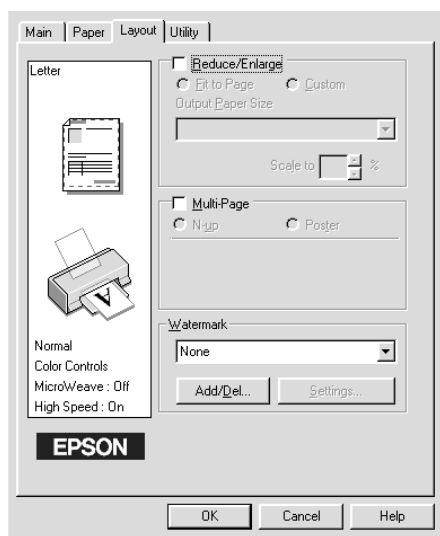 Main Paper Layout Utility
Letter
Normal
Color Controls
MicroWeave : Off
High Speed : On
EPSON
Reduce/Enlarge
Fit to Page Custom
Output Paper Size
Scale to %
Multi-Page
N-up Poster
Watermark
None
Add/Del... Settings...
OK Cancel Help